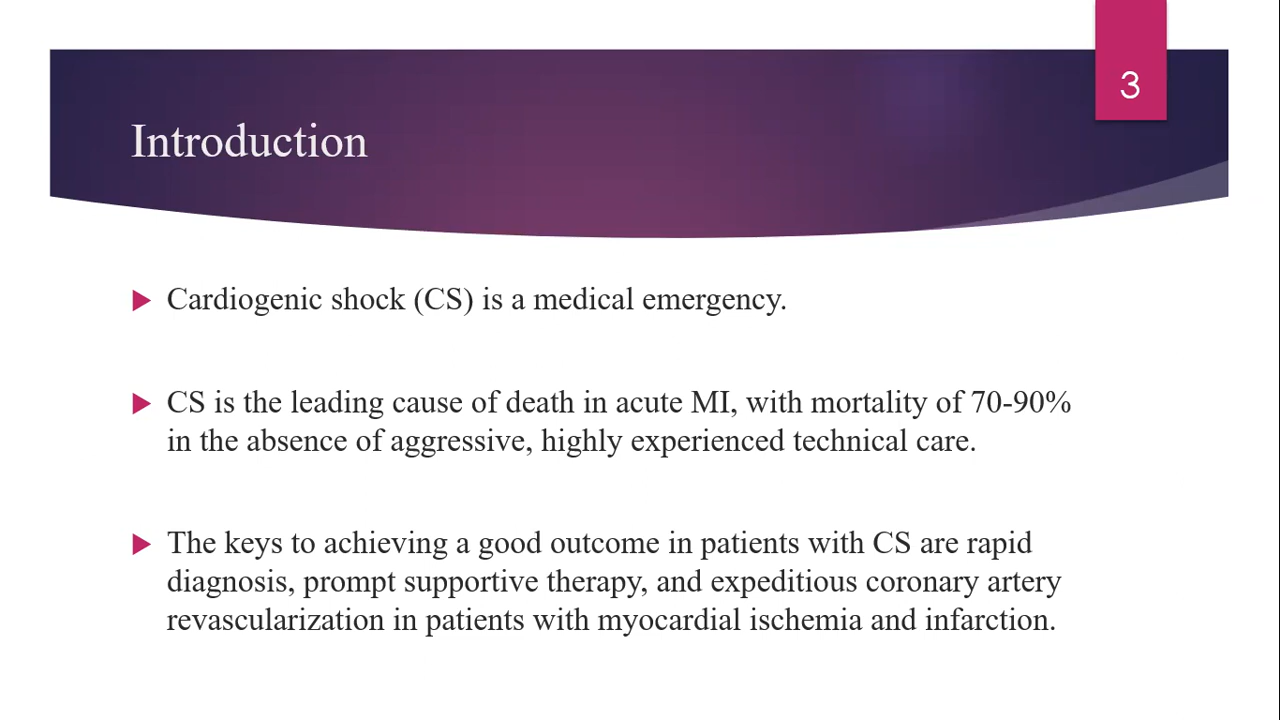 3
Introduction
Cardiogenic shock (CS) is a medical emergency.
CS is the leading cause of death in acute MI, with mortality of 70-90%
in the absence of aggressive, highly experienced technical care.
The keys to achieving a good outcome in patients with CS are rapid
diagnosis, prompt supportive therapy, and expeditious coronary artery
revascularization in patients with myocardial ischemia and infarction.